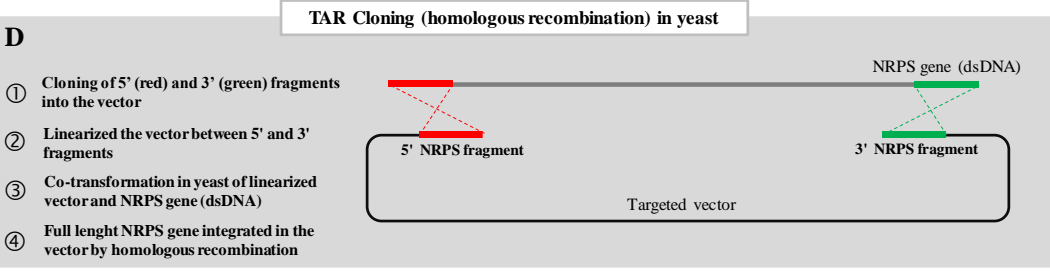 TAR Cloning (homologous recombination) in yeast
D
① Cloning of 5’ (red) and 3’ (green) fragments
into the vector
② Linearized the vector between 5' and 3'
fragments
③ Co-transformation in yeast of linearized
vector and NRPS gene (dsDNA)
④ Full lenght NRPS gene integrated in the
vector by homologous recombination
NRPS gene (dsDNA)
5' NRPS fragment
3' NRPS fragment
Targeted vector